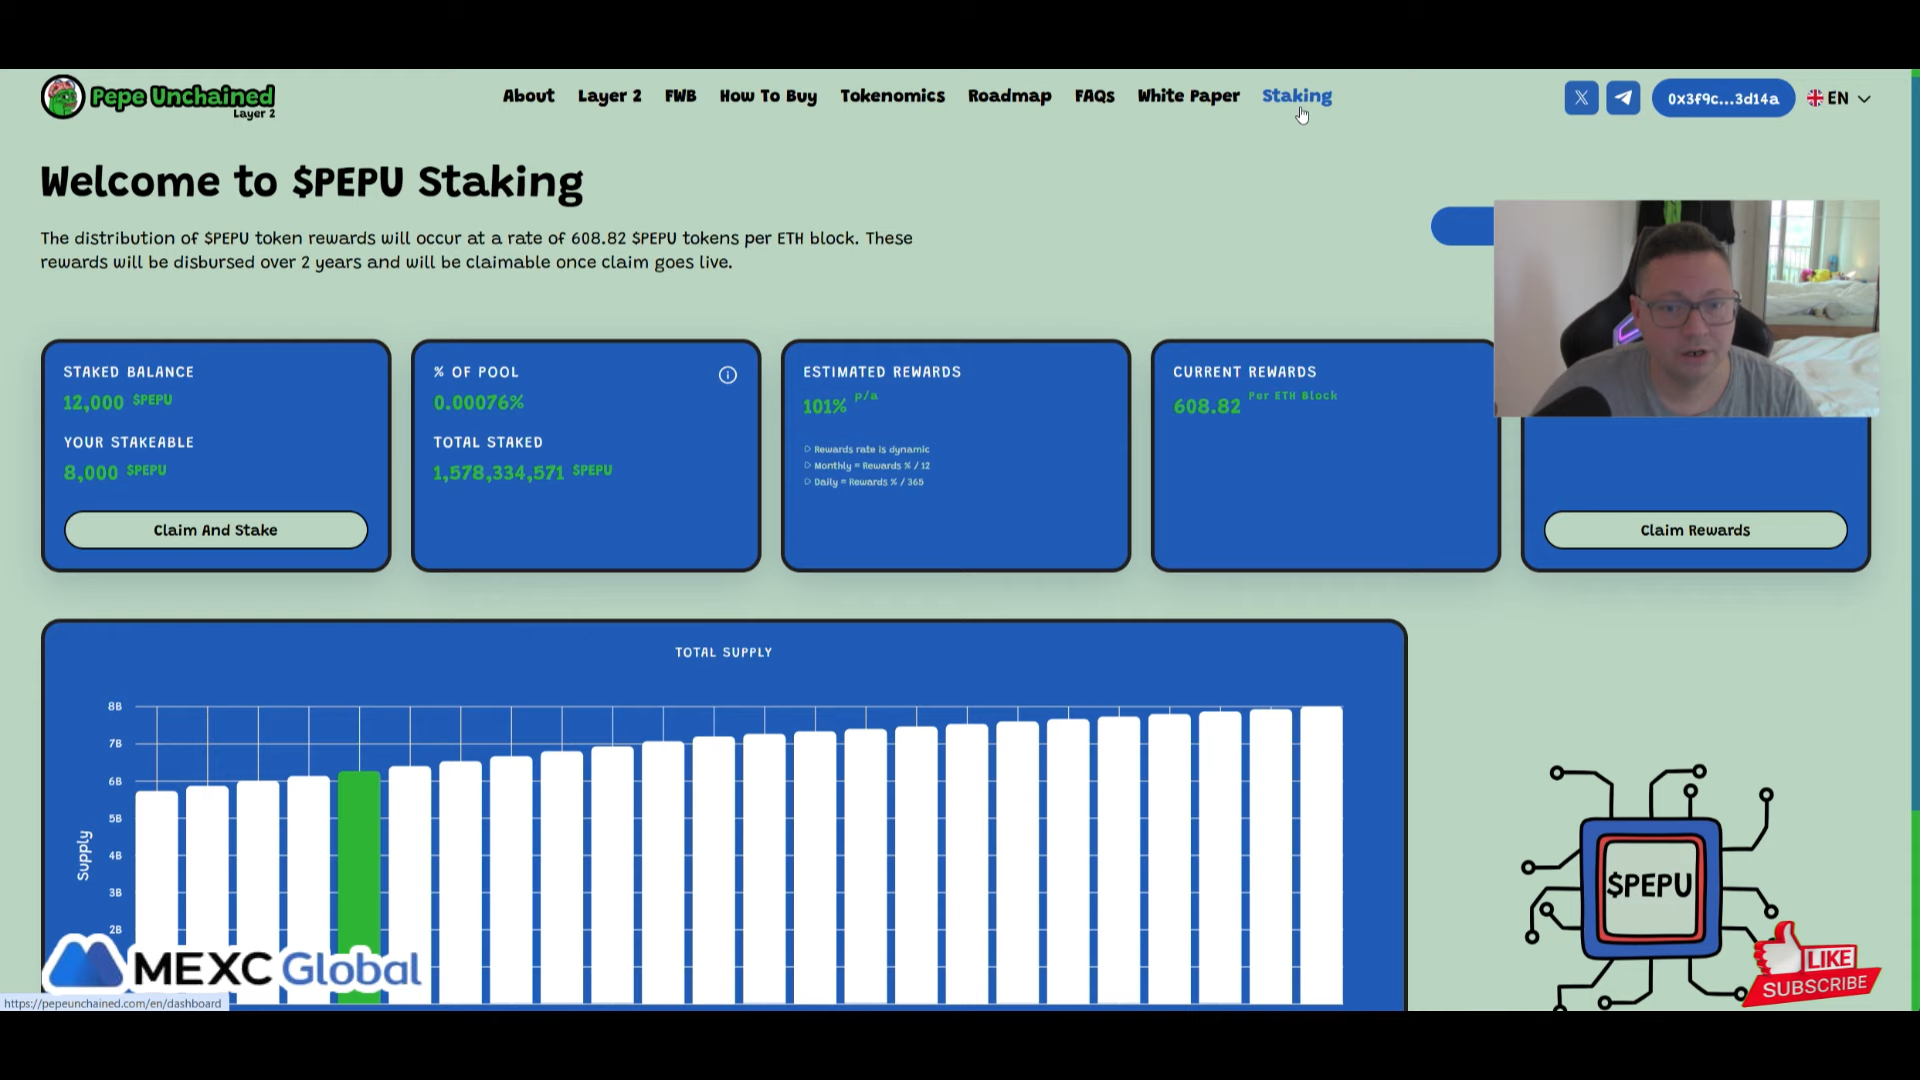 Pepe Unchained
Layer 2
About Layer 2 FWB How To Buy Tokenomics Roadmap FAQs White Paper Staking
X
0x3f9c...3d14a
EN
Welcome to $PEPU Staking
The distribution of $PEPU token rewards will occur at a rate of 608.82 $PEPU tokens per ETH block. These
rewards will be disbursed over 2 years and will be claimable once claim goes live.
STAKED BALANCE
12,000 $PEPU
YOUR STAKEABLE
8,000 $PEPU
Claim And Stake
% OF POOL
0.00076%
TOTAL STAKED
1,578,334,571 $PEPU
ESTIMATED REWARDS
101% p/a
Rewards rate is dynamic
Monthly = Rewards % / 12
Daily = Rewards % / 365
CURRENT REWARDS
608.82 Per ETH Block
Claim Rewards
TOTAL SUPPLY
8B
7B
6B
5B
4B
3B
2B
Supply
$PEPU
MEXC Global
LIKE
SUBSCRIBE
https://pepeunchained.com/en/dashboard